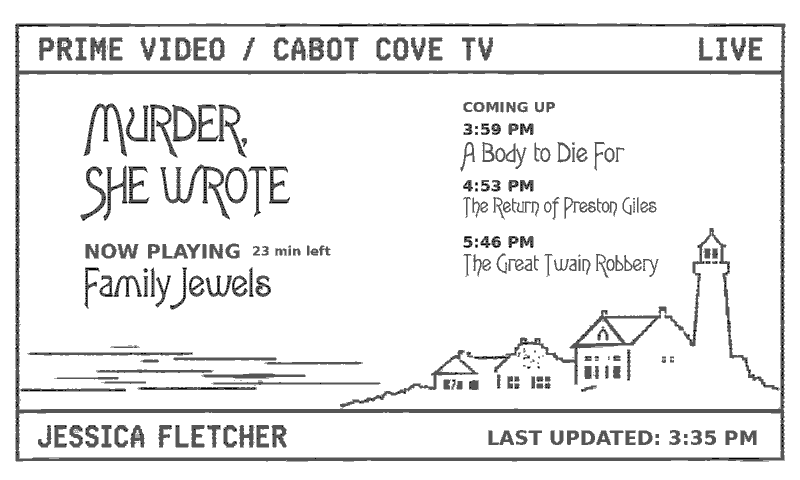 PRIME VIDEO / CABOT COVE TV
LIVE
MURDER,
SHE WROTE
NOW PLAYING 23 min left
Family Jewels
COMING UP
3:59 PM
A Body to Die For
4:53 PM
The Return of Preston Giles
5:46 PM
The Great Twain Robbery
JESSICA FLETCHER
LAST UPDATED: 3:35 PM